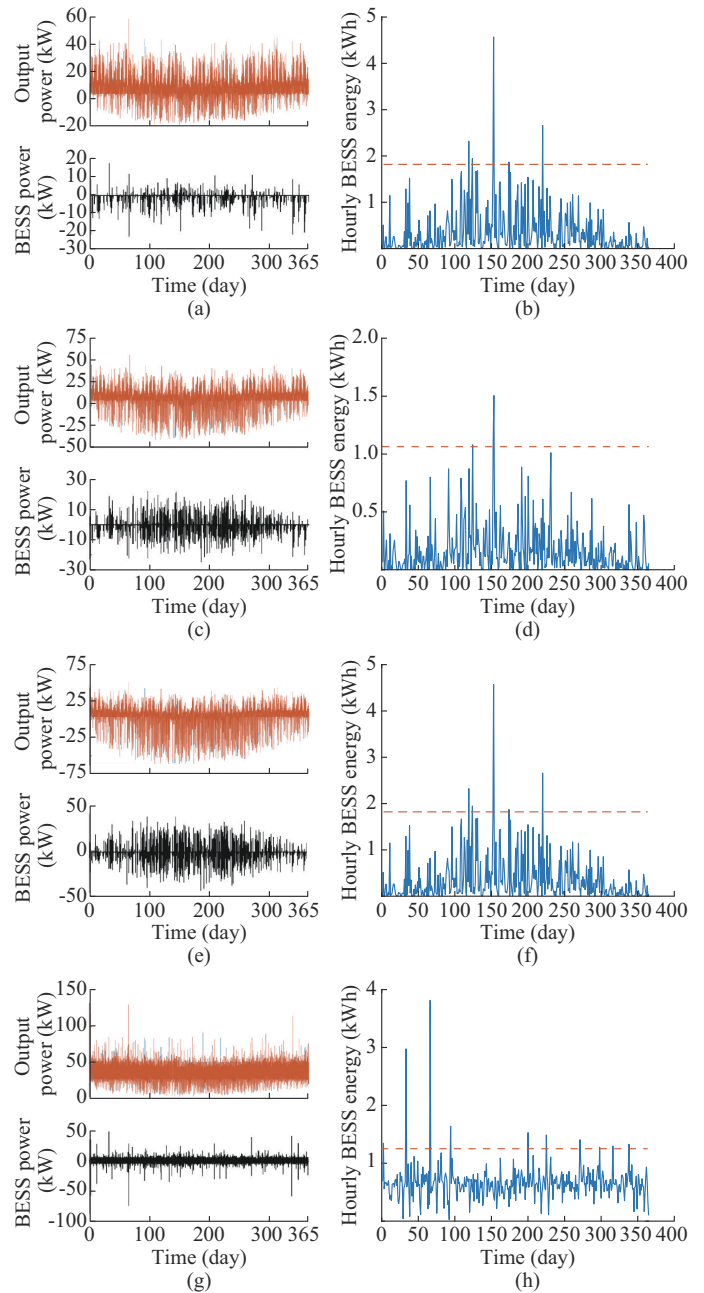 60
40
20
0
20
Output
power (kW)
20
10
0
-10
-20
-30
BESS power
(kW)
0 100 200 300 365
Time (day)
(a)
5
4
3
2
1
Hourly BESS energy (kWh)
0 50 100 150 200 250 300 350 400
Time (day)
(b)
75
50
25
0
-25
-50
Output
power (kW)
30
10
-10
-30
BESS power
(kW)
0 100 200 300 365
Time (day)
(c)
2.0
1.5
1.0
0.5
Hourly BESS energy (kWh)
0 50 100 150 200 250 300 350 400
Time (day)
(d)
75
25
-25
-75
Output
power (kW)
50
0
-50
BESS power
(kW)
0 100 200 300 365
Time (day)
(e)
5
4
3
2
1
Hourly BESS energy (kWh)
0 50 100 150 200 250 300 350 400
Time (day)
(f)
150
100
50
0
Output
power (kW)
50
0
-50
-100
BESS power
(kW)
0 100 200 300 365
Time (day)
(g)
4
3
2
1
Hourly BESS energy (kWh)
0 50 100 150 200 250 300 350 400
Time (day)
(h)